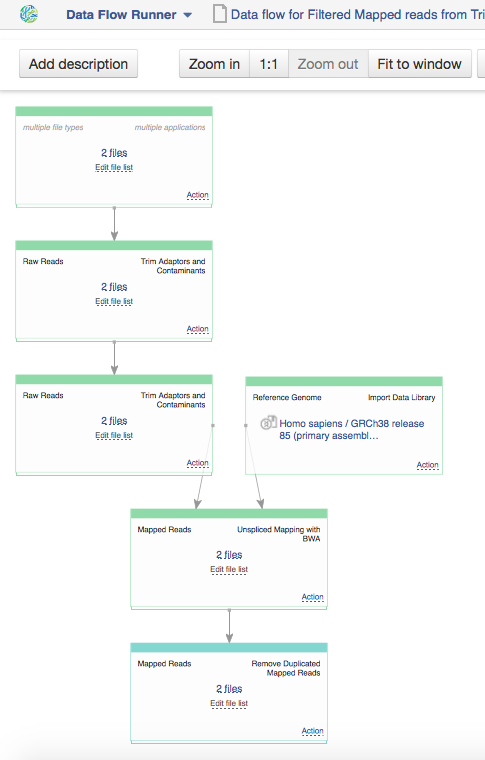 Data Flow Runner
Data flow for Filtered Mapped reads from Tri
Add description
Zoom in 1:1 Zoom out Fit to window
multiple file types multiple applications
2 files
Edit file list
Action
Raw Reads Trim Adaptors and
Contaminants
2 files
Edit file list
Action
Raw Reads Trim Adaptors and
Contaminants
2 files
Edit file list
Action
Reference Genome Import Data Library
Homo sapiens / GRCh38 release
85 (primary assembl...
Action
Mapped Reads Unspliced Mapping with
BWA
2 files
Edit file list
Action
Mapped Reads Remove Duplicated
Mapped Reads
2 files
Edit file list
Action